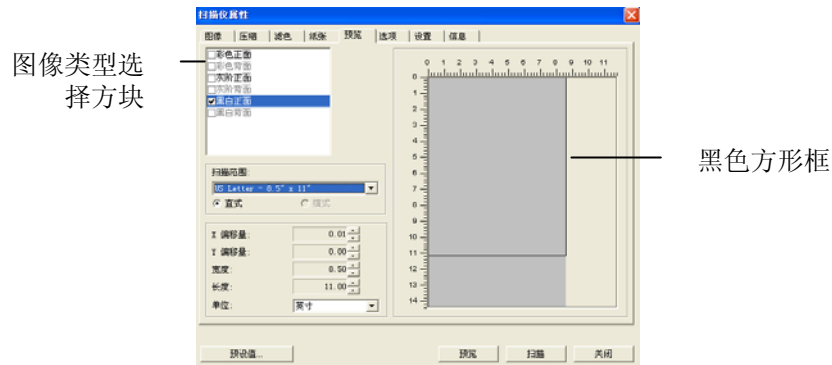 扫描仪属性
图像 压缩 滤色 纸张 预览 选项 设置 信息
图像类型选
择方块
彩色正面
彩色背面
灰阶正面
灰阶背面
黑白正面
黑白背面
扫描范围:
US Letter - 8.5" x 11"
直式 横式
X 偏移量: 0.01
Y 偏移量: 0.00
宽度: 8.50
长度: 11.00
单位: 英寸
0 1 2 3 4 5 6 7 8 9 10 11
0
1
2
3
4
5
6
7
8
9
10
11
12
13
14
黑色方形框
预设值... 预览 扫描 关闭